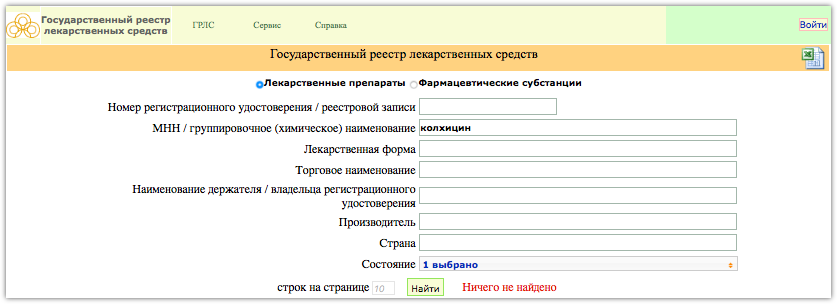 Государственный реестр
лекарственных средств
ГРЛС Сервис Справка Войти
Государственный реестр лекарственных средств
Лекарственные препараты Фармацевтические субстанции
Номер регистрационного удостоверения / реестровой записи
МНН / группировочное (химическое) наименование колхицин
Лекарственная форма
Торговое наименование
Наименование держателя / владельца регистрационного
удостоверения
Производитель
Страна
Состояние 1 выбрано
строк на странице 10 Найти Ничего не найдено